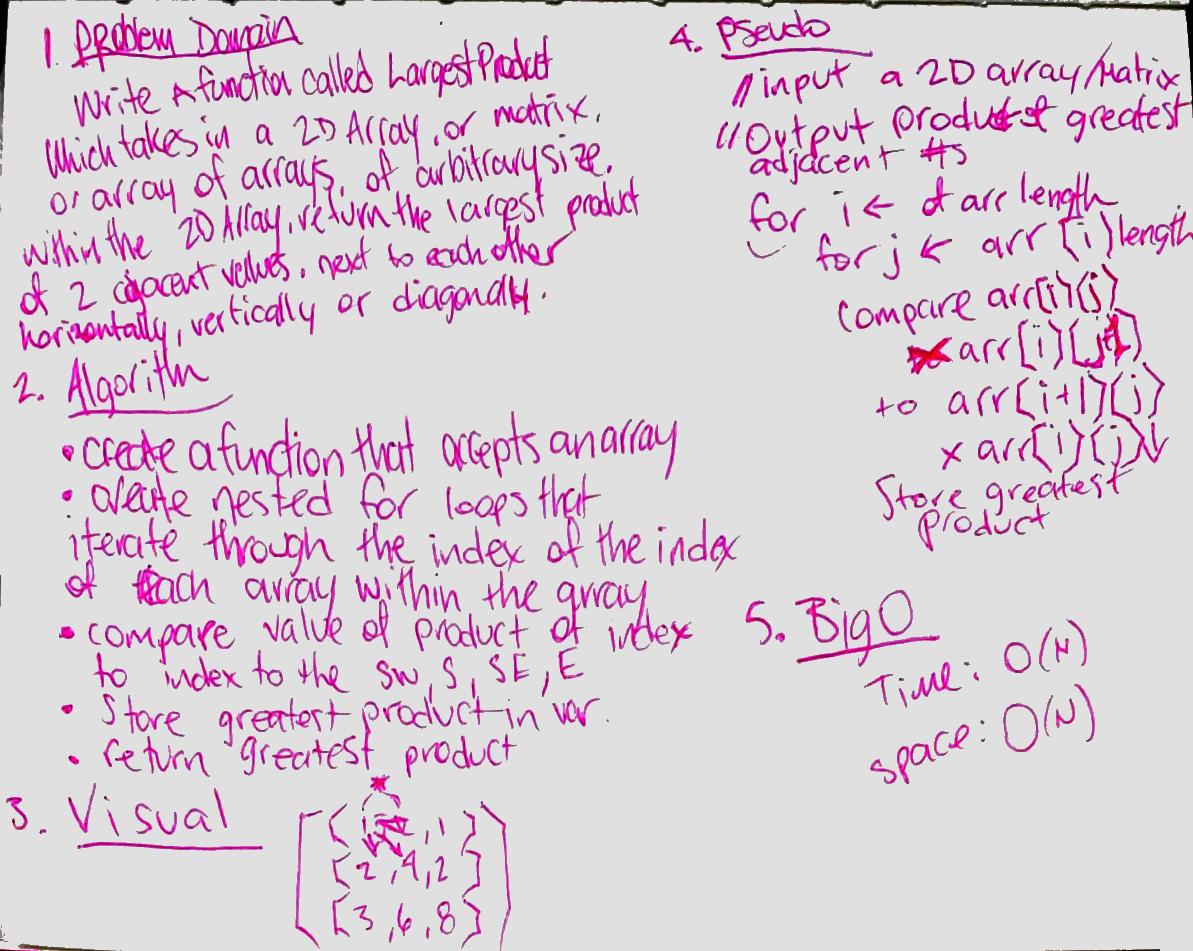 1. Problem Domain
Write A function called LargestProduct
Which takes in a 2D Array, or matrix,
or array of arrays, of arbitrary size.
within the 2D Array, return the largest product
of 2 adjacent values, next to each other
horizontally, vertically or diagonally.
2. Algorithm
• create a function that accepts an array
• create nested for loops that
iterate through the index of the index
of each array within the array
• compare value of product of index
to index to the SW, S, SE, E
• Store greatest product in var.
• return greatest product
3. Visual
, 1 ]
[2, 4, 2]
[3, 6, 8]
4. Pseudo
// input a 2D array/Matrix
// Output product of greatest
adjacent #s
for i ← arr length
for j ← arr[i] length
compare arr[i][j]
x arr[i][j+1]
to arr[i+1][j]
x arr[i][j]↓
Store greatest
product
5. Big O
Time: O(N)
space: O(N)